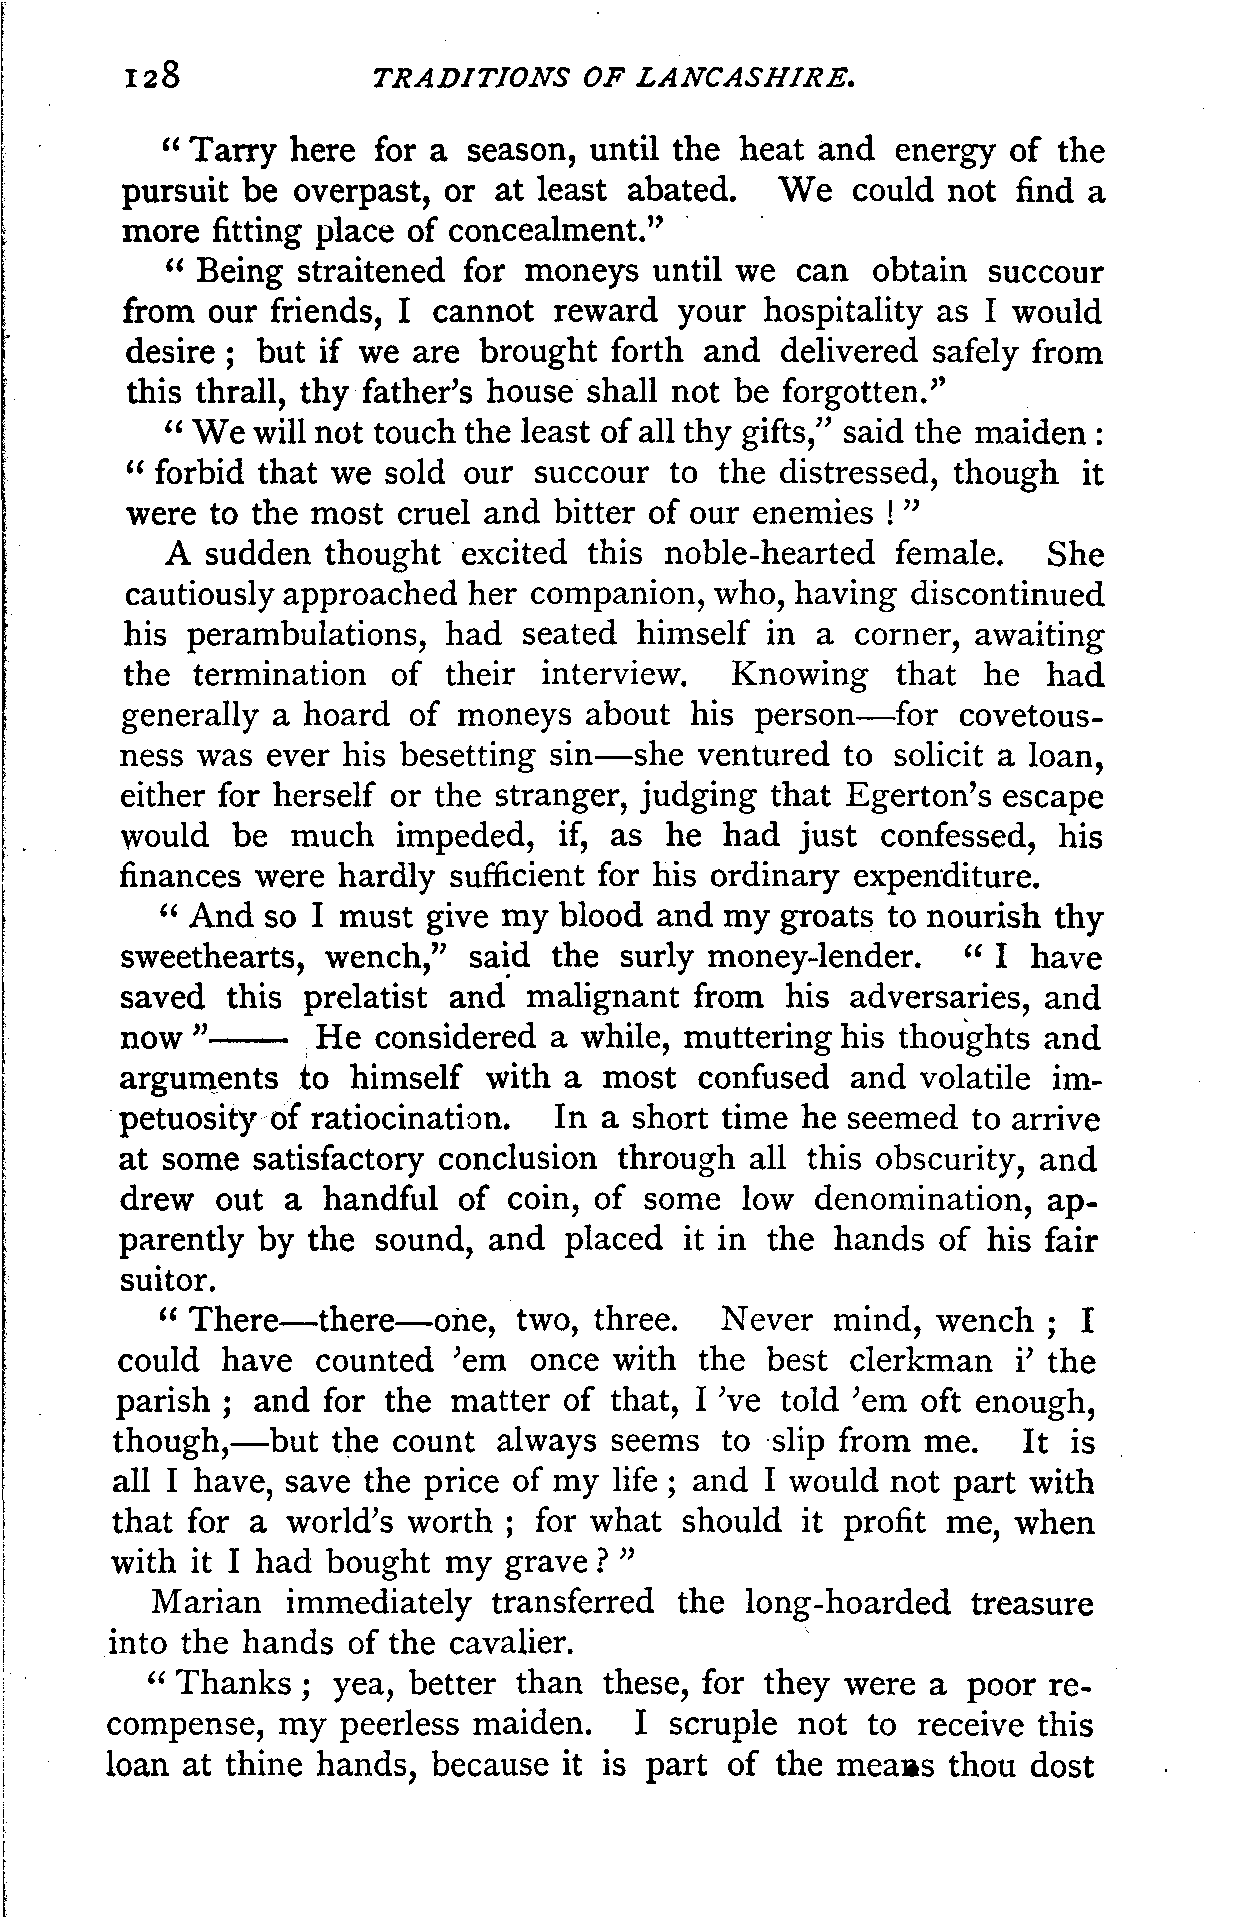 128 TRADITIONS OF LANCASHIRE.
“ Tarry here for a season, until the heat and energy of the
pursuit be overpast, or at least abated. We could not find a
more fitting place of concealment.”
“ Being straitened for moneys until we can obtain succour
from our friends, I cannot reward your hospitality as I would
desire ; but if we are brought forth and delivered safely from
this thrall, thy father’s house shall not be forgotten.”
“ We will not touch the least of all thy gifts,” said the maiden :
“ forbid that we sold our succour to the distressed, though it
were to the most cruel and bitter of our enemies ! ”
A sudden thought excited this noble-hearted female. She
cautiously approached her companion, who, having discontinued
his perambulations, had seated himself in a corner, awaiting
the termination of their interview. Knowing that he had
generally a hoard of moneys about his person—for covetous-
ness was ever his besetting sin—she ventured to solicit a loan,
either for herself or the stranger, judging that Egerton’s escape
would be much impeded, if, as he had just confessed, his
finances were hardly sufficient for his ordinary expenditure.
“ And so I must give my blood and my groats to nourish thy
sweethearts, wench,” said the surly money-lender. “ I have
saved this prelatist and malignant from his adversaries, and
now ”—— He considered a while, muttering his thoughts and
arguments to himself with a most confused and volatile im-
petuosity of ratiocination. In a short time he seemed to arrive
at some satisfactory conclusion through all this obscurity, and
drew out a handful of coin, of some low denomination, ap-
parently by the sound, and placed it in the hands of his fair
suitor.
“ There—there—one, two, three. Never mind, wench ; I
could have counted ’em once with the best clerkman i’ the
parish ; and for the matter of that, I ’ve told ’em oft enough,
though,—but the count always seems to slip from me. It is
all I have, save the price of my life ; and I would not part with
that for a world’s worth ; for what should it profit me, when
with it I had bought my grave ? ”
Marian immediately transferred the long-hoarded treasure
into the hands of the cavalier.
“ Thanks ; yea, better than these, for they were a poor re-
compense, my peerless maiden. I scruple not to receive this
loan at thine hands, because it is part of the means thou dost